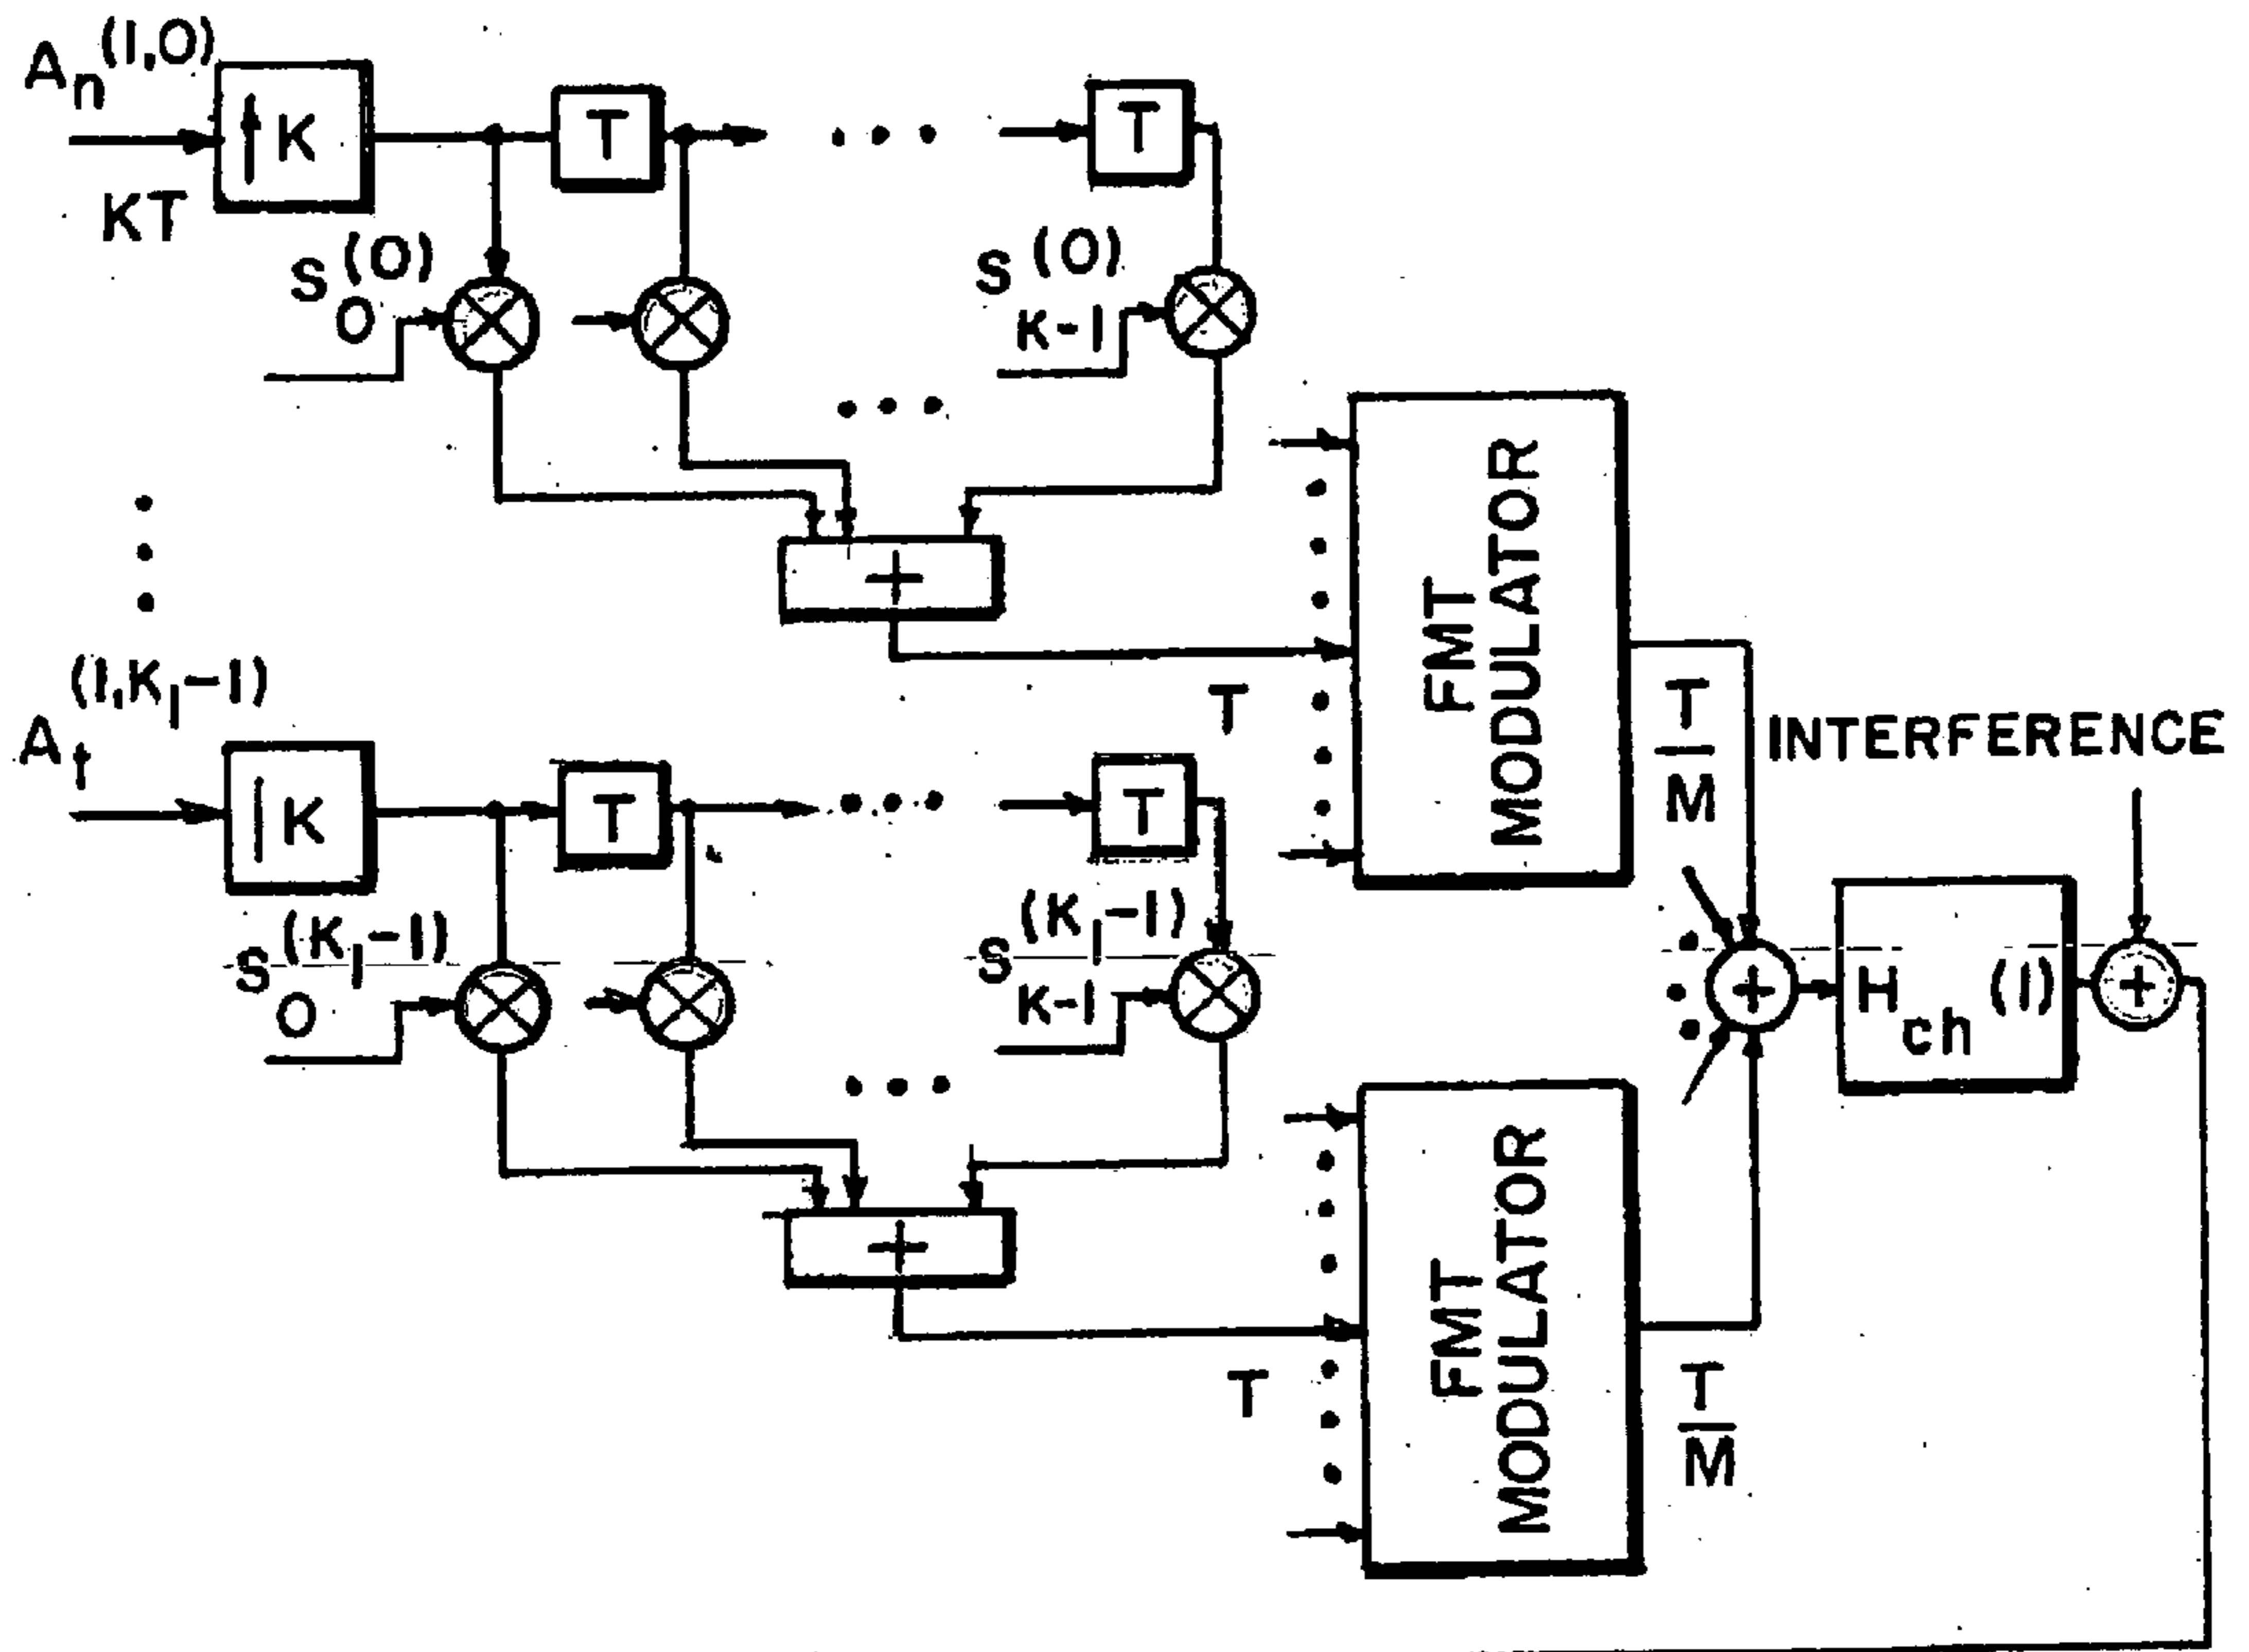 A_n^(1,0)
↑K
T
T
KT
S_0^(0)
S_K-1^(0)
+
FMT MODULATOR
T
T/M
INTERFERENCE
A_t^(1,K_1-1)
|K
T
T
S_0^(K_1-1)
S_K-1^(K_1-1)
+
H_ch^(1)
+
+
FMT MODULATOR
T
T/M